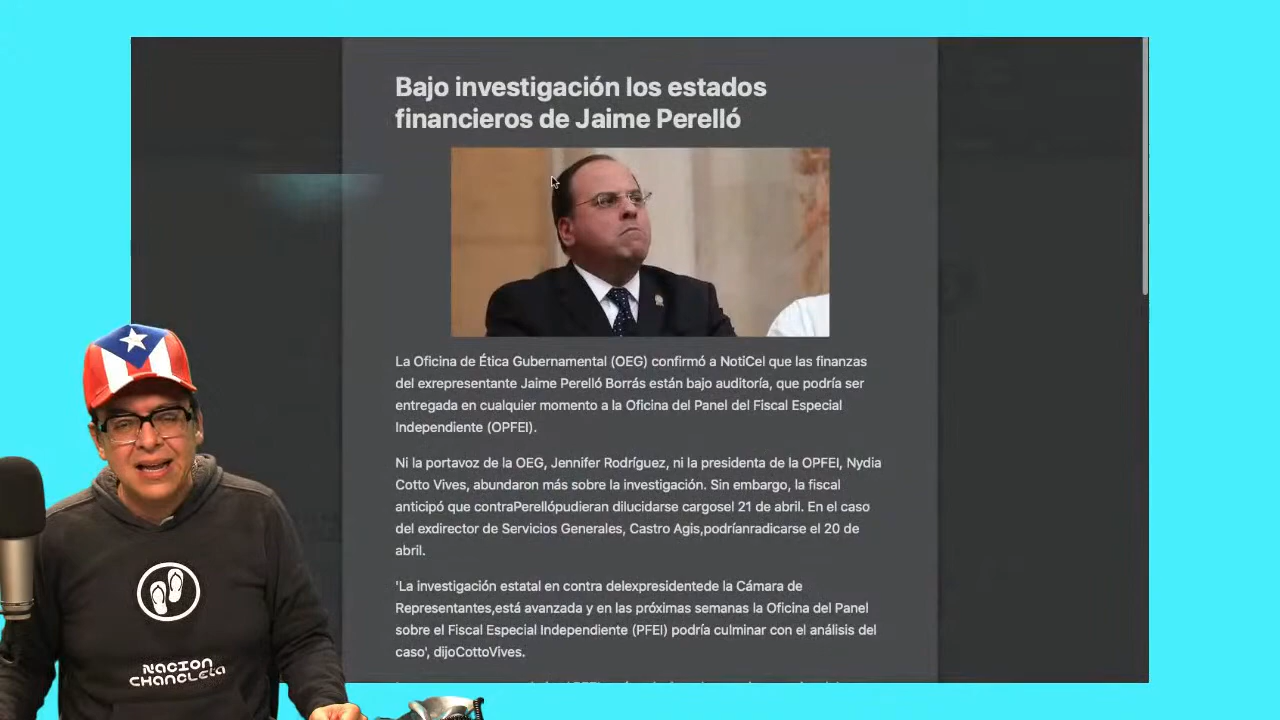 Bajo investigación los estados
financieros de Jaime Perelló
La Oficina de Ética Gubernamental (OEG) confirmó a NotiCel que las finanzas
del exrepresentante Jaime Perelló Borrás están bajo auditoría, que podría ser
entregada en cualquier momento a la Oficina del Panel del Fiscal Especial
Independiente (OPFEI).
Ni la portavoz de la OEG, Jennifer Rodríguez, ni la presidenta de la OPFEI, Nydia
Cotto Vives, abundaron más sobre la investigación. Sin embargo, la fiscal
anticipó que contraPerellópudieran dilucidarse cargosel 21 de abril. En el caso
del exdirector de Servicios Generales, Castro Agis,podríanradicarse el 20 de
abril.
'La investigación estatal en contra delexpresidentede la Cámara de
Representantes,está avanzada y en las próximas semanas la Oficina del Panel
sobre el Fiscal Especial Independiente (PFEI) podría culminar con el análisis del
caso', dijoCottoVives.
NACION
CHANCLETA